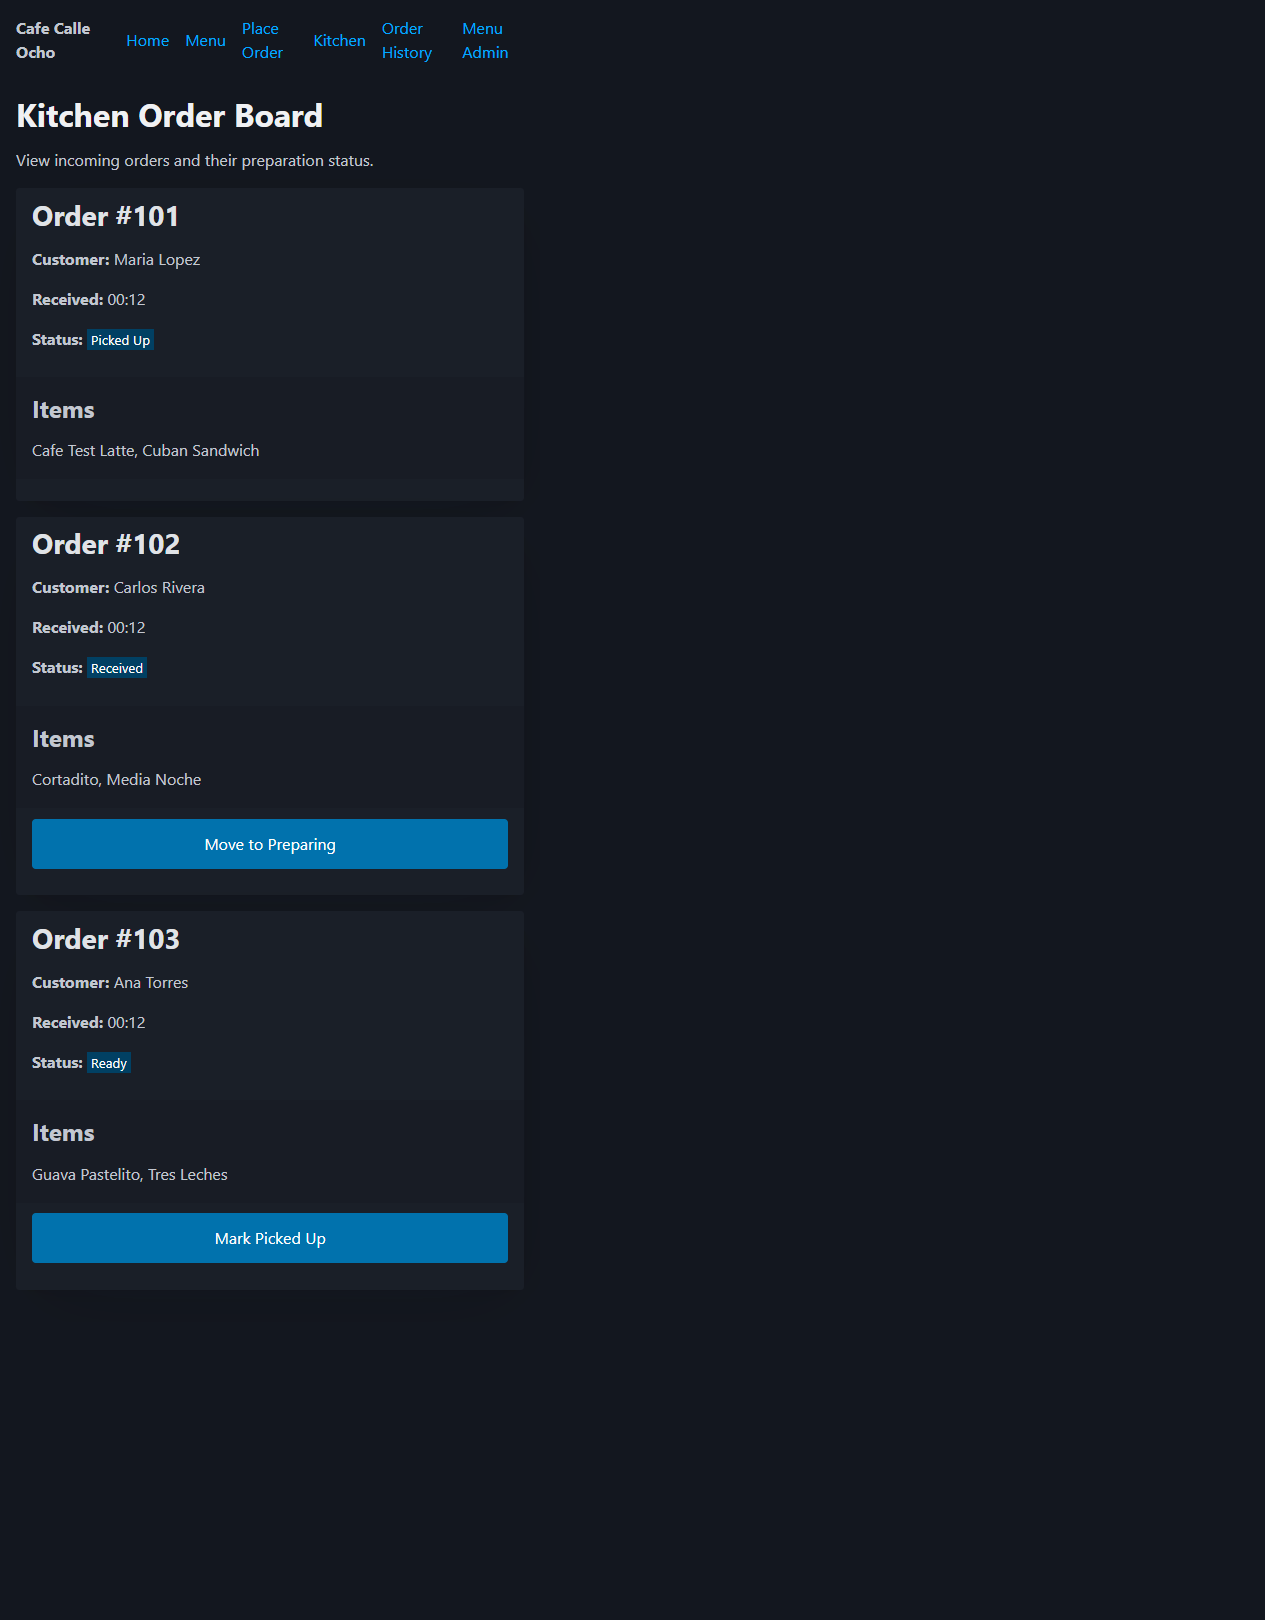 Cafe Calle Ocho
Home
Menu
Place Order
Kitchen
Order History
Menu Admin
Kitchen Order Board
View incoming orders and their preparation status.
Order #101
Customer: Maria Lopez
Received: 00:12
Status: Picked Up
Items
Cafe Test Latte, Cuban Sandwich
Order #102
Customer: Carlos Rivera
Received: 00:12
Status: Received
Items
Cortadito, Media Noche
Move to Preparing
Order #103
Customer: Ana Torres
Received: 00:12
Status: Ready
Items
Guava Pastelito, Tres Leches
Mark Picked Up